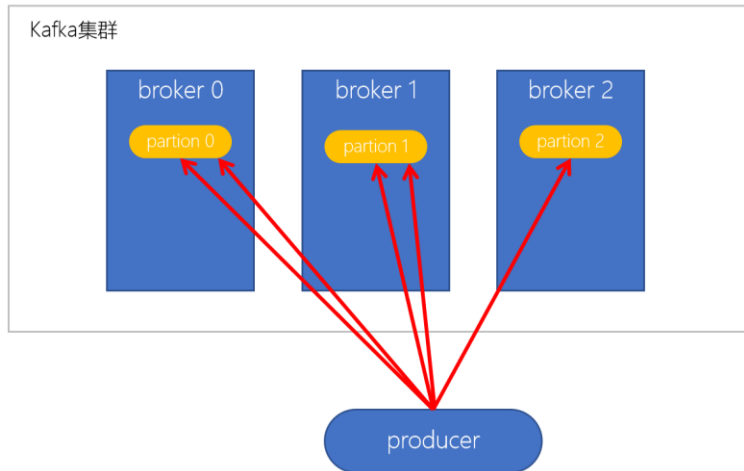 Kafka集群
broker 0
broker 1
broker 2
partion 0
partion 1
partion 2
producer